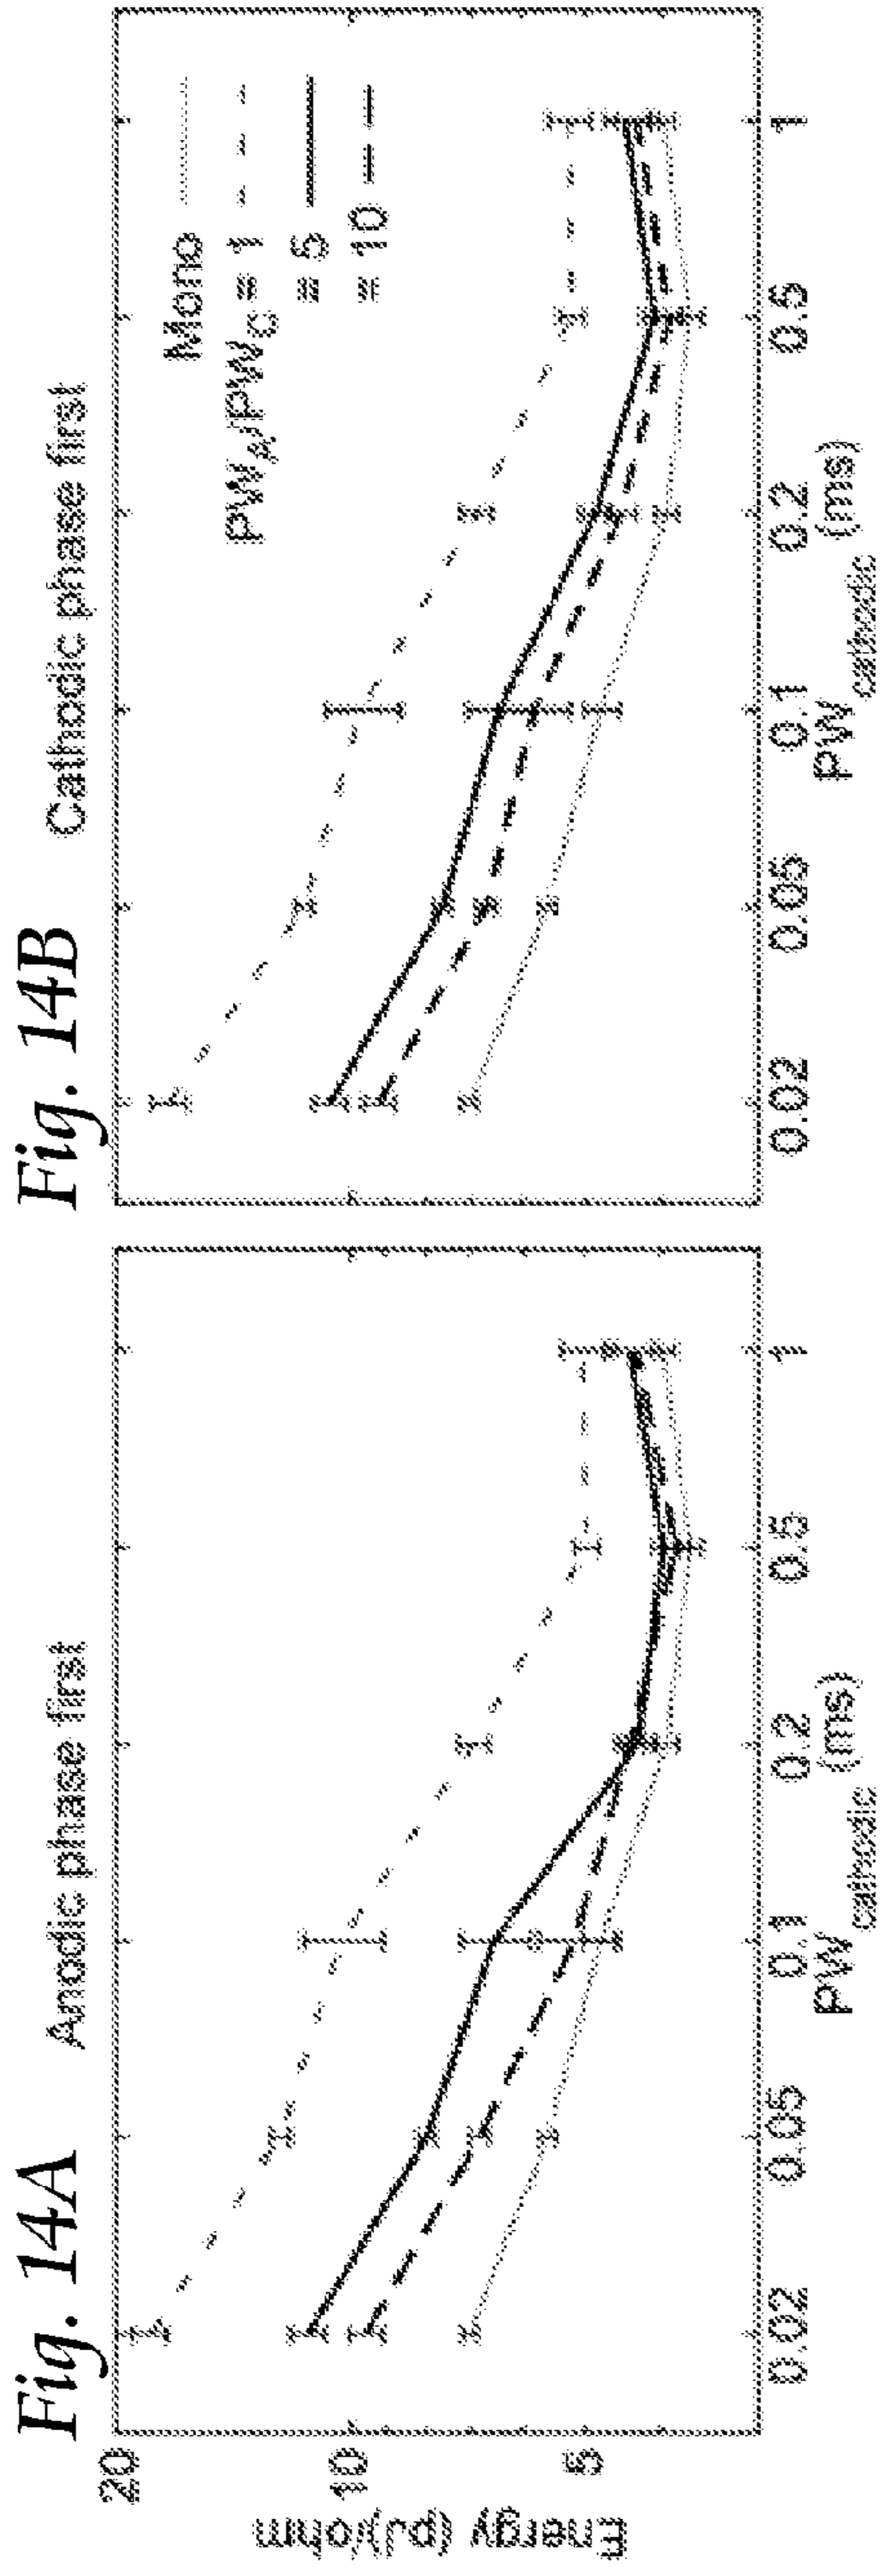 Fig. 14A
Anodic phase first
Energy (pJ)/ohm
20
10
5
0.02
0.05
0.1
0.2
0.5
1
PW cathodic (ms)
Fig. 14B
Cathodic phase first
Mono
PW A/PW C = 1
= 5
= 10
0.02
0.05
0.1
0.2
0.5
1
PW cathodic (ms)